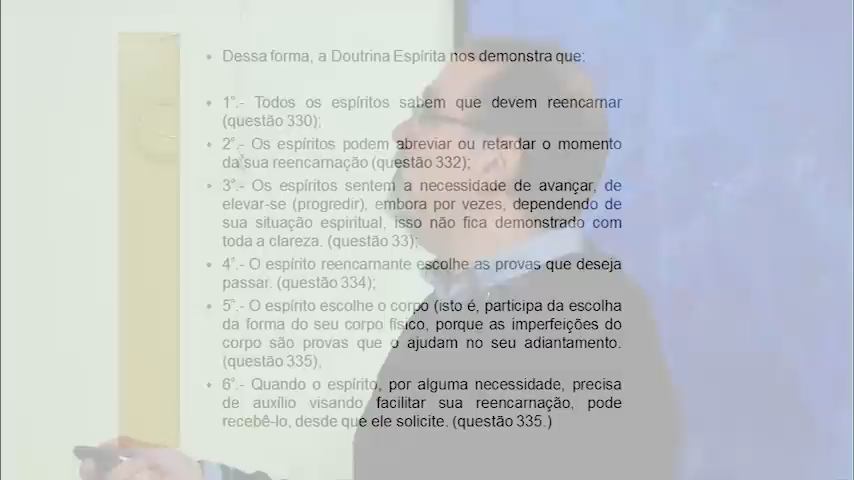 • Dessa forma, a Doutrina Espírita nos demonstra que:
• 1°.- Todos os espíritos sabem que devem reencarnar
(questão 330);
• 2°.- Os espíritos podem abreviar ou retardar o momento
da sua reencarnação (questão 332);
• 3°.- Os espíritos sentem a necessidade de avançar, de
elevar-se (progredir), embora por vezes, dependendo de
sua situação espiritual, isso não fica demonstrado com
toda a clareza. (questão 33);
• 4°.- O espírito reencarnante escolhe as provas que deseja
passar. (questão 334);
• 5°.- O espírito escolhe o corpo (isto é, participa da escolha
da forma do seu corpo físico, porque as imperfeições do
corpo são provas que o ajudam no seu adiantamento.
(questão 335),
• 6°.- Quando o espírito, por alguma necessidade, precisa
de auxílio visando facilitar sua reencarnação, pode
recebê-lo, desde que ele solicite. (questão 335.)